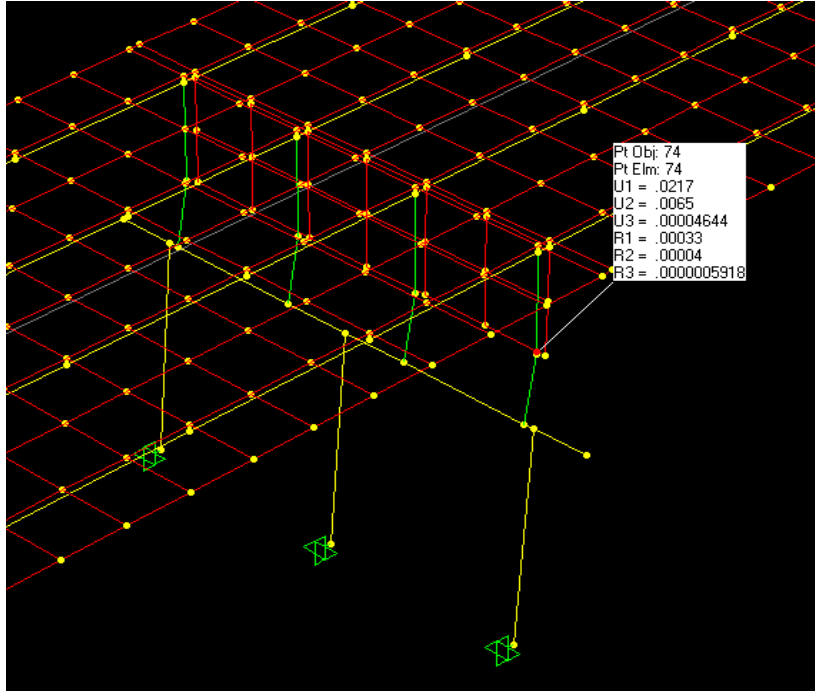 Pt Obj: 74
Pt Elm: 74
U1 = .0217
U2 = .0065
U3 = .00004644
R1 = .00033
R2 = .00004
R3 = .0000005918